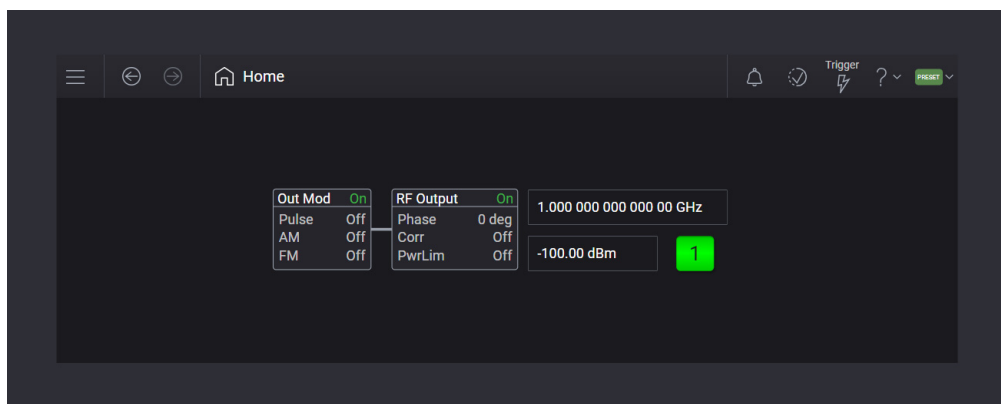 Home
Trigger
?
PRESET
Out Mod On
Pulse Off
AM Off
FM Off
RF Output On
Phase 0 deg
Corr Off
PwrLim Off
1.000 000 000 000 00 GHz
-100.00 dBm
1